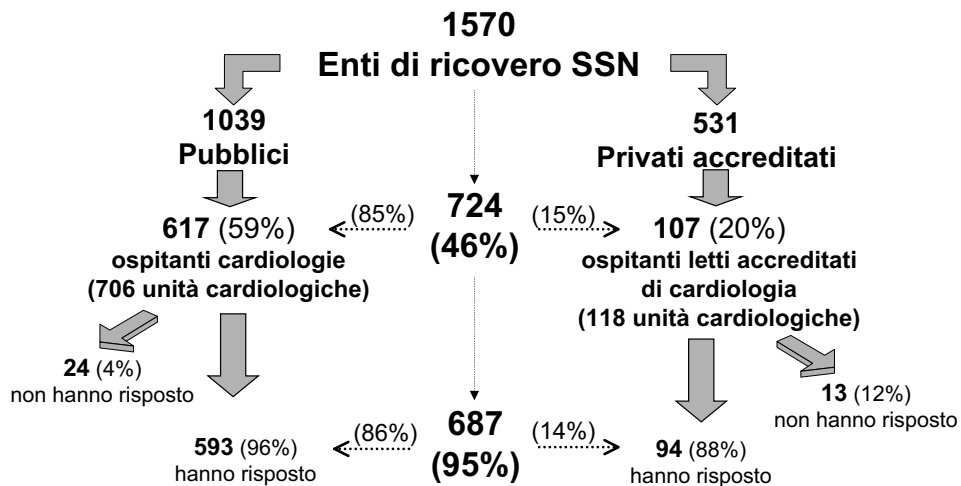 1570
Enti di ricovero SSN
1039
Pubblici
531
Privati accreditati
617 (59%)
ospitanti cardiologie
(706 unità cardiologiche)
(85%)
724
(46%)
(15%)
107 (20%)
ospitanti letti accreditati
di cardiologia
(118 unità cardiologiche)
24 (4%)
non hanno risposto
13 (12%)
non hanno risposto
593 (96%)
hanno risposto
(86%)
687
(95%)
(14%)
94 (88%)
hanno risposto